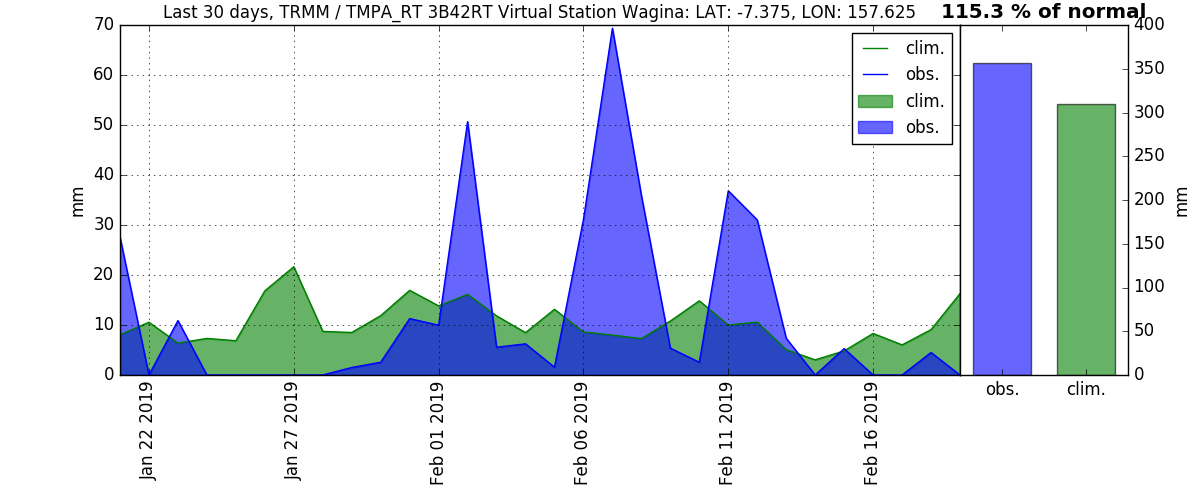 Last 30 days, TRMM / TMPA_RT 3B42RT Virtual Station Wagina: LAT: -7.375, LON: 157.625
115.3 % of normal
70
60
50
40
30
20
10
0
mm
Jan 22 2019
Jan 27 2019
Feb 01 2019
Feb 06 2019
Feb 11 2019
Feb 16 2019
clim.
obs.
clim.
obs.
400
350
300
250
200
150
100
50
0
mm
obs.
clim.